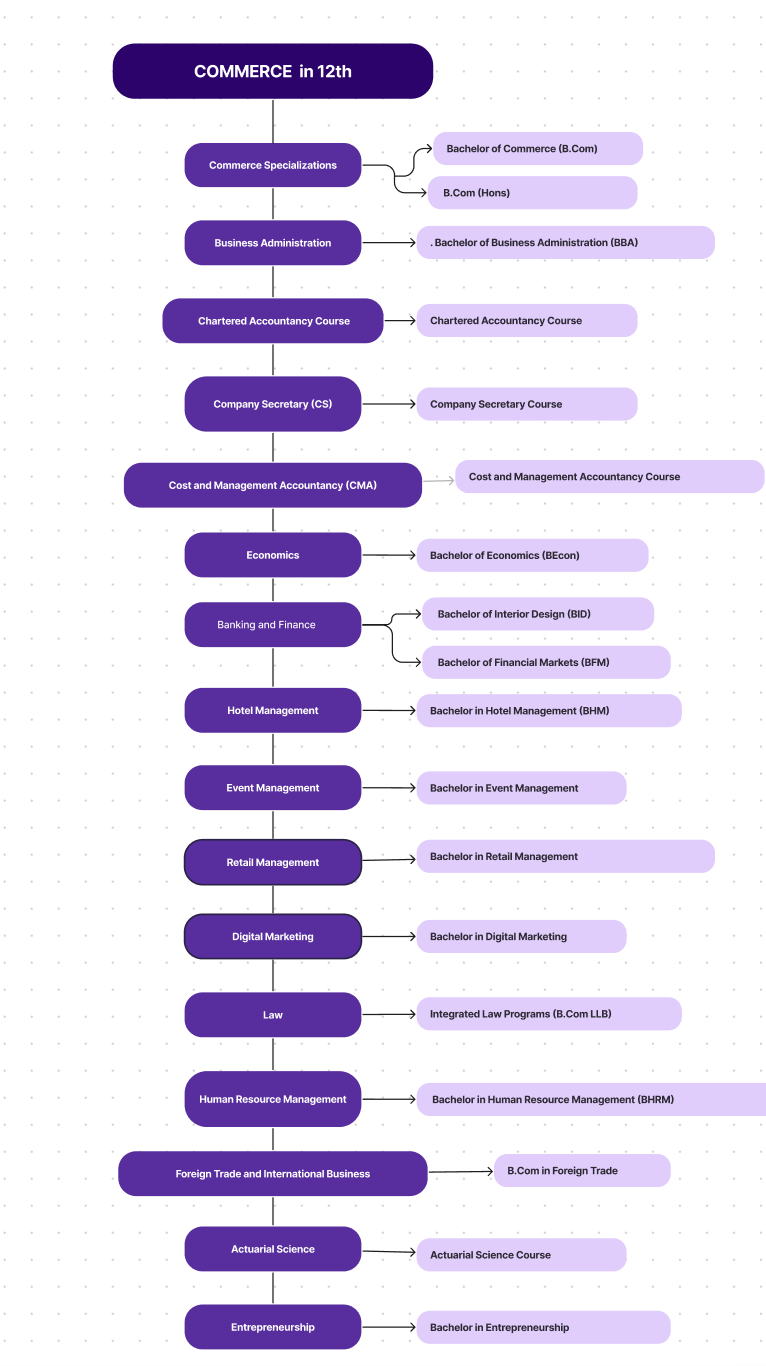 COMMERCE in 12th
Commerce Specializations
Bachelor of Commerce (B.Com)
B.Com (Hons)
Business Administration
. Bachelor of Business Administration (BBA)
Chartered Accountancy Course
Chartered Accountancy Course
Company Secretary (CS)
Company Secretary Course
Cost and Management Accountancy (CMA)
Cost and Management Accountancy Course
Economics
Bachelor of Economics (BEcon)
Banking and Finance
Bachelor of Interior Design (BID)
Bachelor of Financial Markets (BFM)
Hotel Management
Bachelor in Hotel Management (BHM)
Event Management
Bachelor in Event Management
Retail Management
Bachelor in Retail Management
Digital Marketing
Bachelor in Digital Marketing
Law
Integrated Law Programs (B.Com LLB)
Human Resource Management
Bachelor in Human Resource Management (BHRM)
Foreign Trade and International Business
B.Com in Foreign Trade
Actuarial Science
Actuarial Science Course
Entrepreneurship
Bachelor in Entrepreneurship